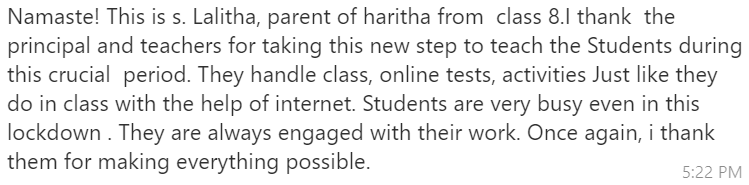 Namaste! This is s. Lalitha, parent of haritha from  class 8.I thank  the
principal and teachers for taking this new step to teach the Students during
this crucial  period. They handle class, online tests, activities Just like they
do in class with the help of internet. Students are very busy even in this
lockdown . They are always engaged with their work. Once again, i thank
them for making everything possible.
5:22 PM